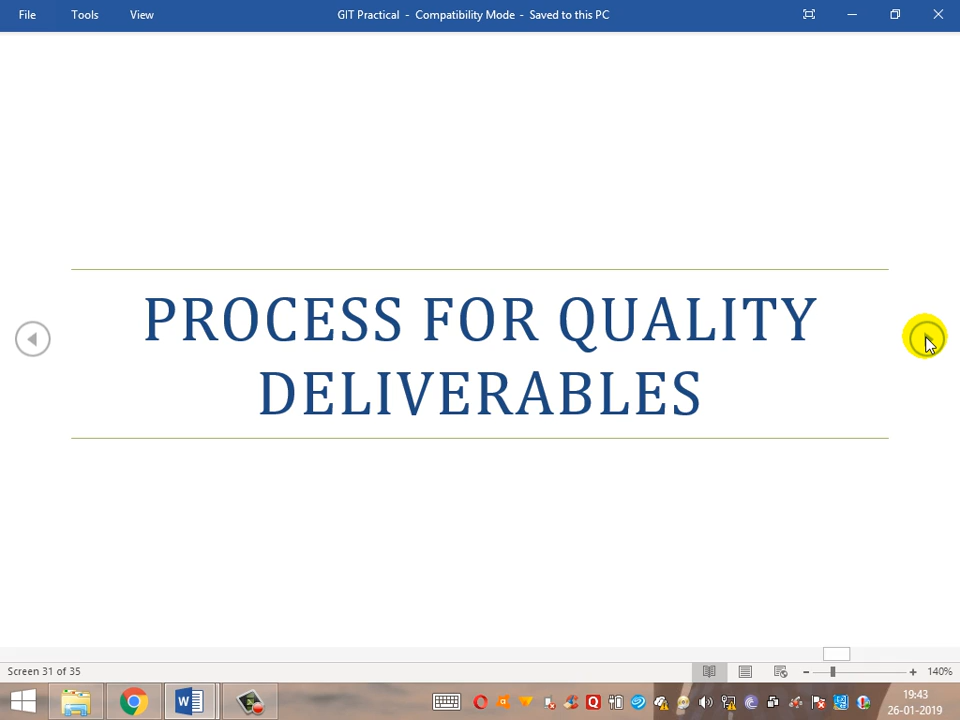 File Tools View GIT Practical - Compatibility Mode - Saved to this PC
PROCESS FOR QUALITY
DELIVERABLES
Screen 31 of 35 140%
19:43
26-01-2019